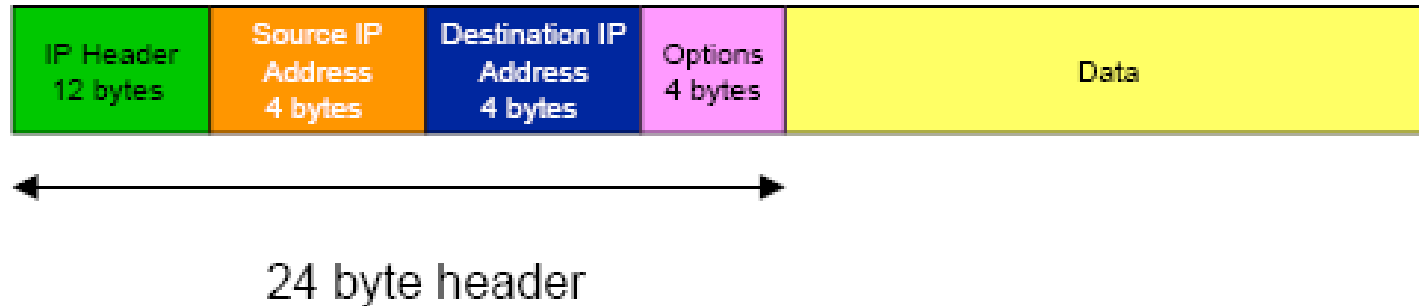 IP Header
12 bytes
Source IP
Address
4 bytes
Destination IP
Address
4 bytes
Options
4 bytes
Data
24 byte header